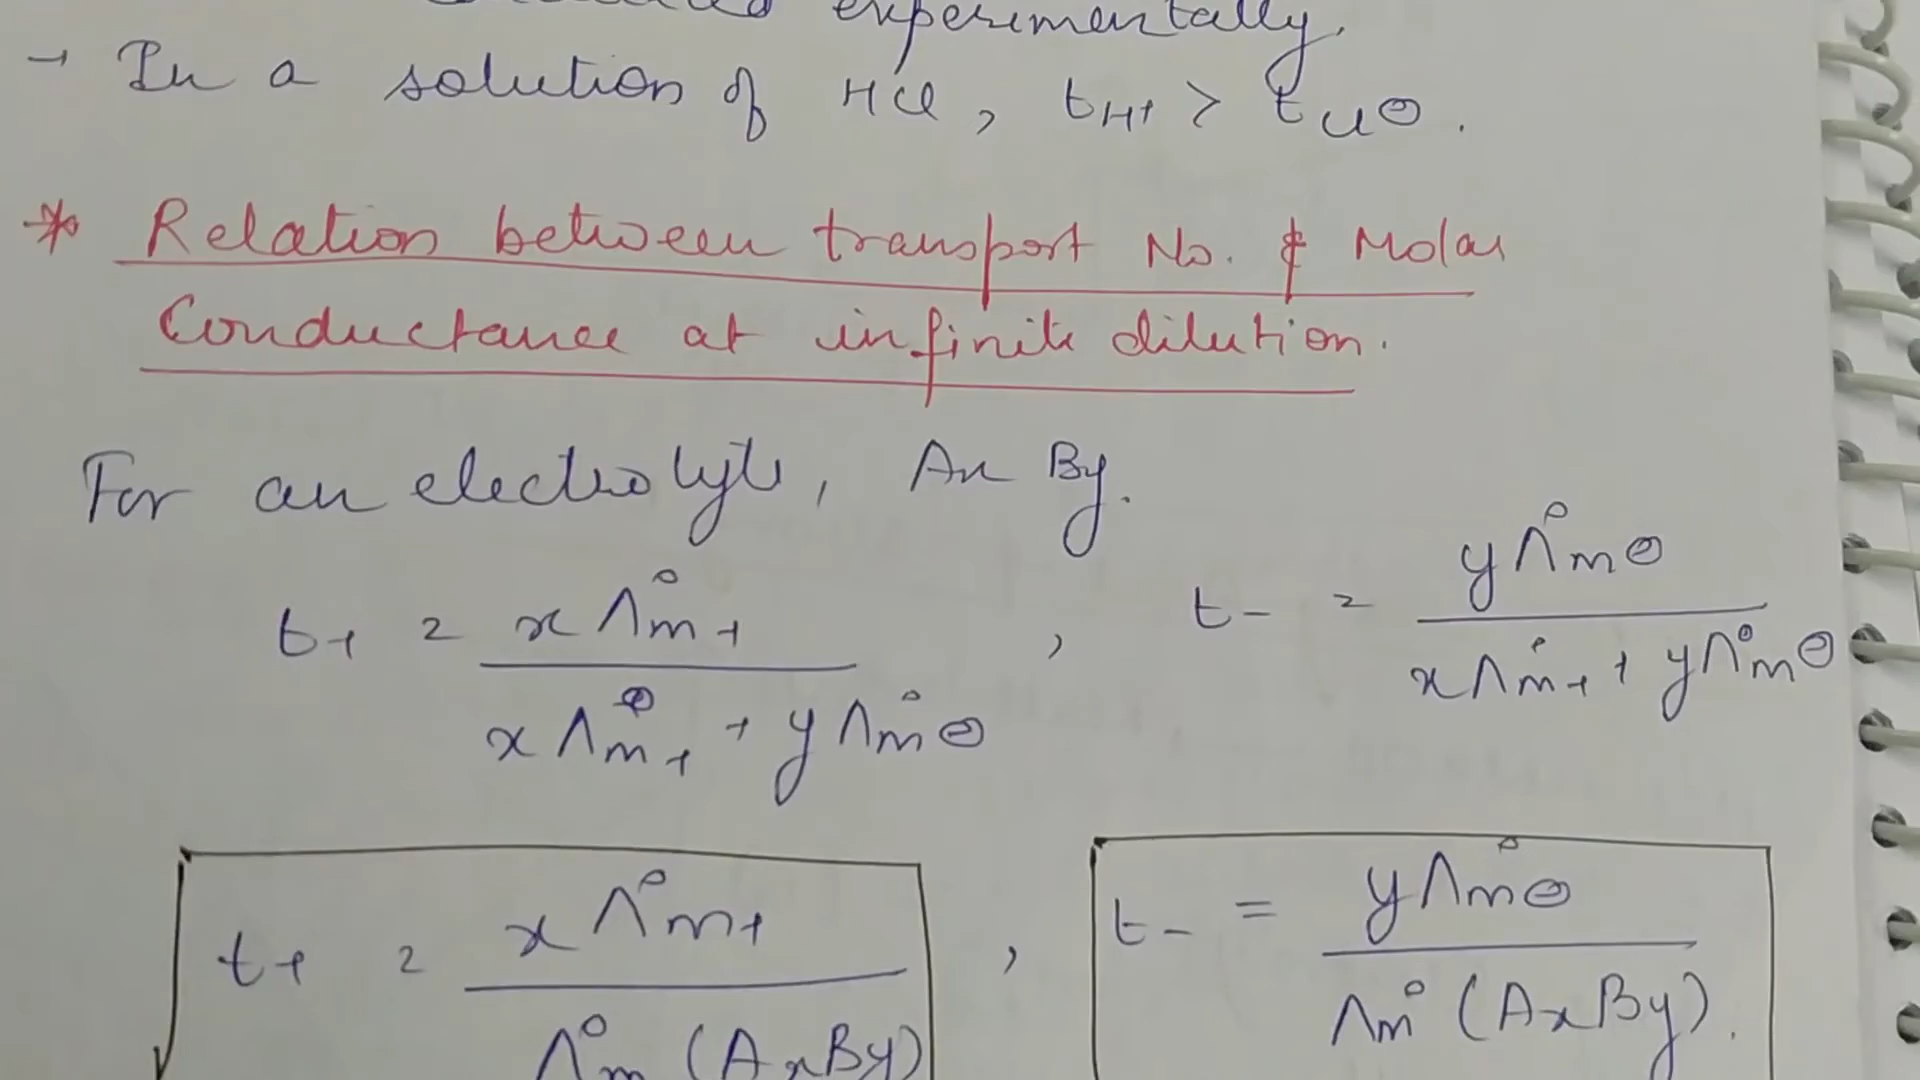 experimentally.
→ In a solution of HCl, tH+ > tCl⊖.
* Relation between transport No. & Molar
Conductance at infinite dilution.
For an electrolyte, AxBy.
t+ = xΛ°m+ / xΛ°m+ + yΛ°m⊖ , t- = yΛ°m⊖ / xΛ°m+ + yΛ°m⊖
t+ = xΛ°m+ / Λ°m (AxBy) , t- = yΛ°m⊖ / Λ°m (AxBy).